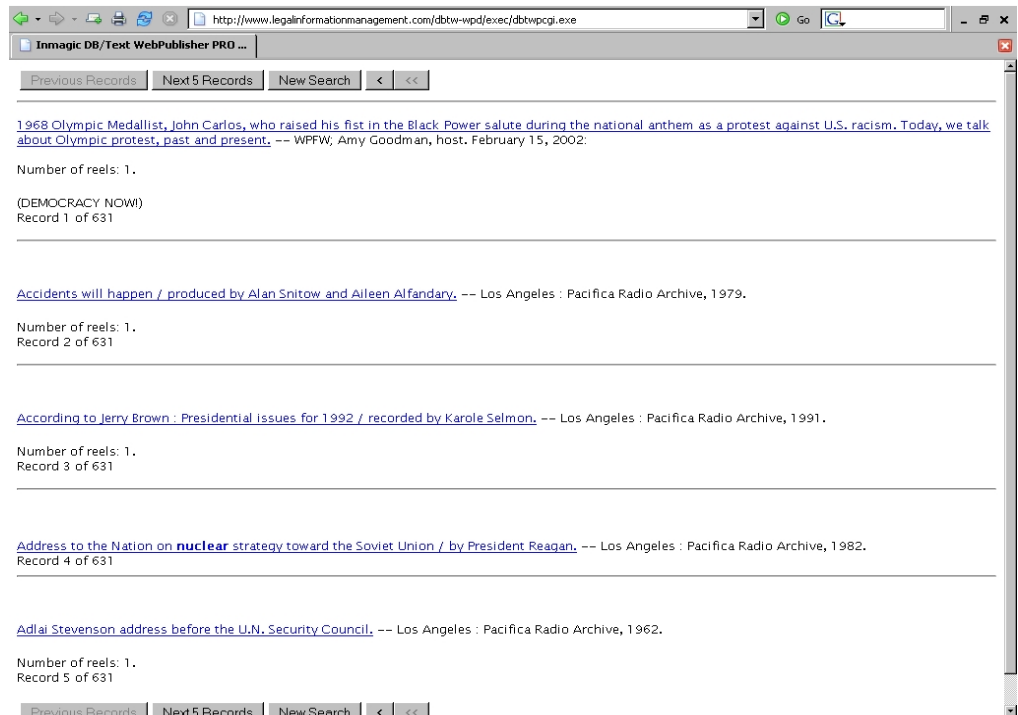 http://www.legalinformationmanagement.com/dbtw-wpd/exec/dbtwpcgi.exe Go G
Inmagic DB/Text WebPublisher PRO ...
Previous Records Next 5 Records New Search < <<
1968 Olympic Medallist, John Carlos, who raised his fist in the Black Power salute during the national anthem as a protest against U.S. racism. Today, we talk
about Olympic protest, past and present. -- WPFW; Amy Goodman, host. February 15, 2002:
Number of reels: 1.
(DEMOCRACY NOW!)
Record 1 of 631
Accidents will happen / produced by Alan Snitow and Aileen Alfandary. -- Los Angeles : Pacifica Radio Archive, 1979.
Number of reels: 1.
Record 2 of 631
According to Jerry Brown : Presidential issues for 1992 / recorded by Karole Selmon. -- Los Angeles : Pacifica Radio Archive, 1991.
Number of reels: 1.
Record 3 of 631
Address to the Nation on nuclear strategy toward the Soviet Union / by President Reagan. -- Los Angeles : Pacifica Radio Archive, 1982.
Record 4 of 631
Adlai Stevenson address before the U.N. Security Council. -- Los Angeles : Pacifica Radio Archive, 1962.
Number of reels: 1.
Record 5 of 631
Previous Records Next 5 Records New Search < <<